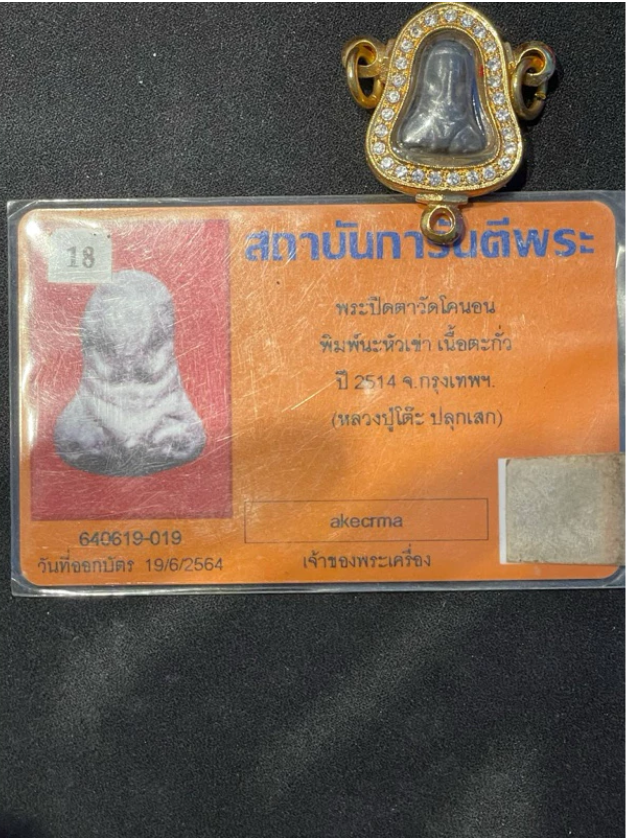 18
สถาบันการันตีพระ
พระปิดตาวัดโคนอน
พิมพ์นะหัวเข่า เนื้อตะกั่ว
ปี 2514 จ.กรุงเทพฯ.
(หลวงปู่โต๊ะ ปลุกเสก)
akecrma
640619-019
วันที่ออกบัตร 19/6/2564
เจ้าของพระเครื่อง